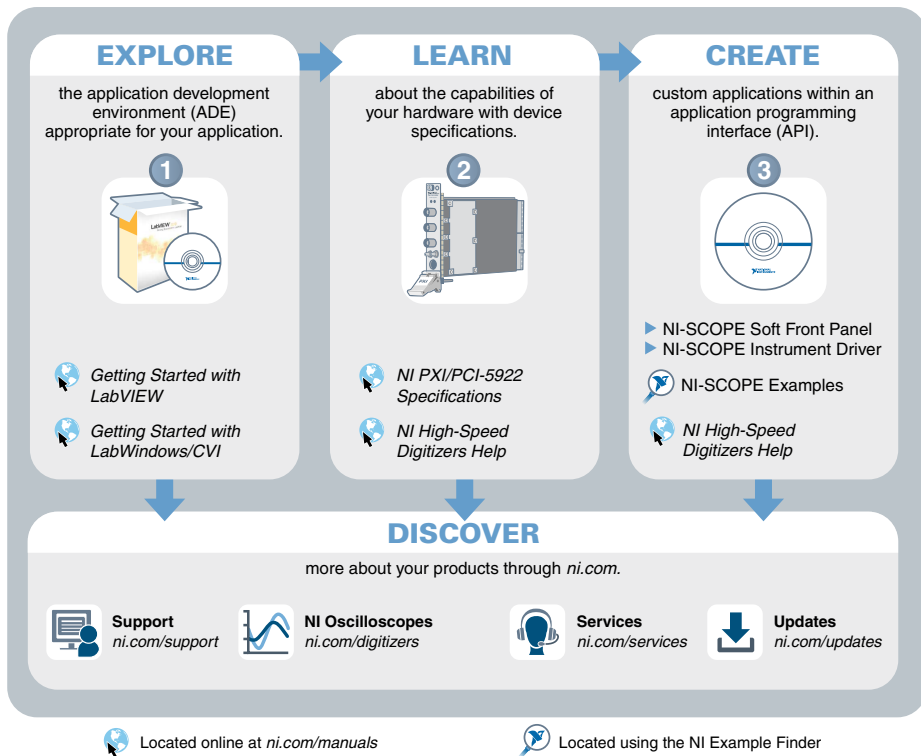 EXPLORE
the application development
environment (ADE)
appropriate for your application.
1
LabVIEW
Getting Started with
LabVIEW
Getting Started with
LabWindows/CVI
LEARN
about the capabilities of
your hardware with device
specifications.
2
PXI
NI PXI/PCI-5922
Specifications
NI High-Speed
Digitizers Help
CREATE
custom applications within an
application programming
interface (API).
3
NI-SCOPE Soft Front Panel
NI-SCOPE Instrument Driver
NI-SCOPE Examples
NI High-Speed
Digitizers Help
DISCOVER
more about your products through ni.com.
Support
ni.com/support
NI Oscilloscopes
ni.com/digitizers
Services
ni.com/services
Updates
ni.com/updates
Located online at ni.com/manuals
Located using the NI Example Finder